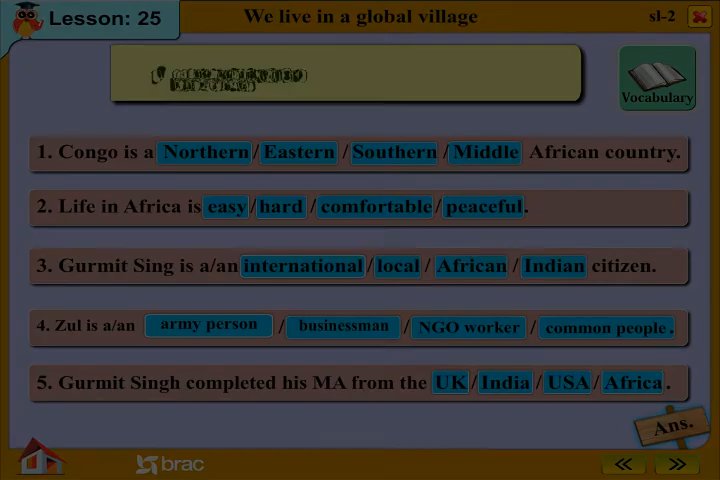 Lesson: 25
We live in a global village
sl-2
Vocabulary
1. Congo is a Northern / Eastern / Southern / Middle African country.
2. Life in Africa is easy / hard / comfortable / peaceful.
3. Gurmit Sing is a/an international / local / African / Indian citizen.
4. Zul is a/an army person / businessman / NGO worker / common people.
5. Gurmit Singh completed his MA from the UK / India / USA / Africa.
Ans.
brac